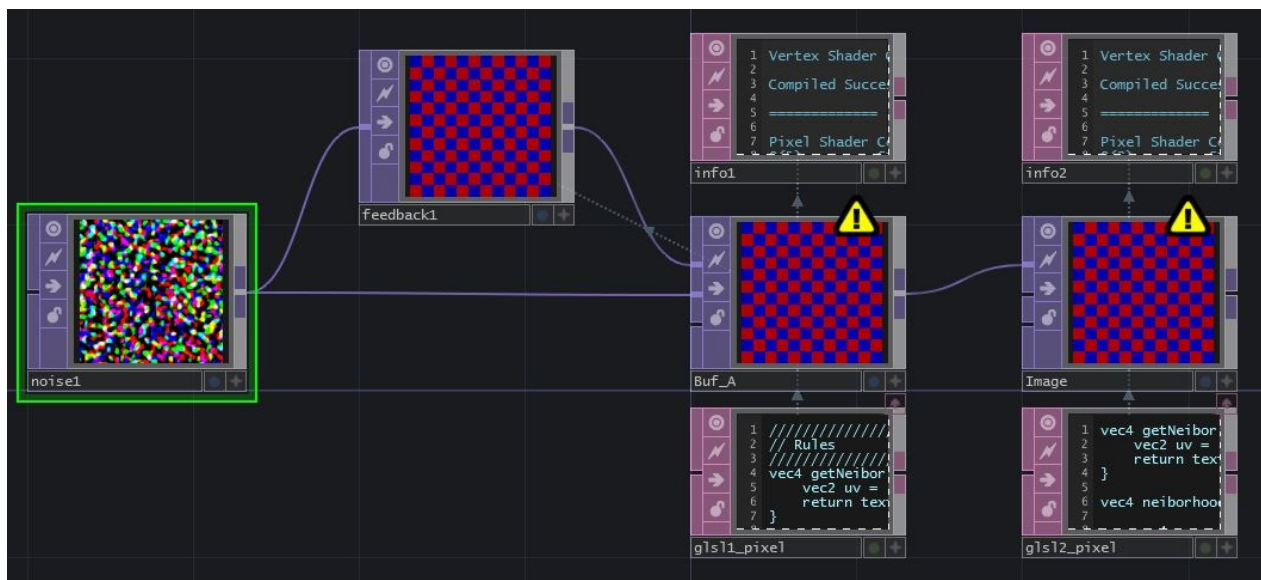 1 Vertex Shader
2
3 Compiled Succes
4
5 ==============
6
7 Pixel Shader C
info1
1 Vertex Shader
2
3 Compiled Succe
4
5 ==============
6
7 Pixel Shader C
info2
feedback1
noise1
Buf_A
Image
1 ///////////////
2 // Rules
3 ///////////////
4 vec4 getNeibor
5 vec2 uv =
6 return tex
7 }
glsl1_pixel
1 vec4 getNeibor
2 vec2 uv =
3 return tex
4 }
5
6 vec4 neiborhoo
7
glsl2_pixel